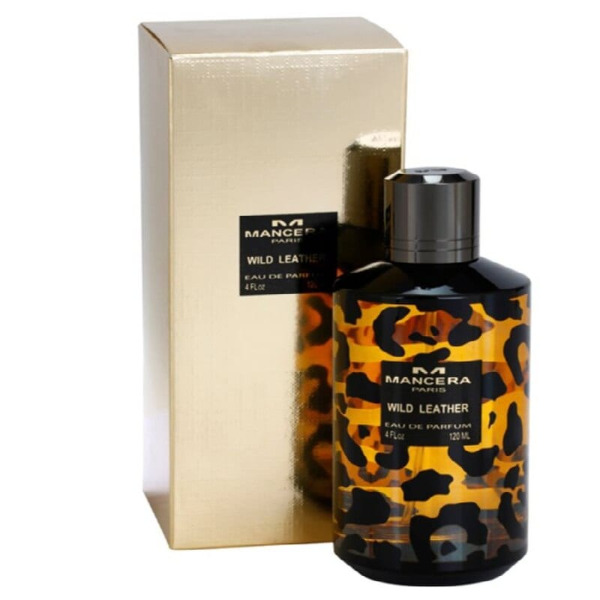 MANCERA
PARIS
WILD LEATHER
EAU DE PARFUM
4 FLoz
MANCERA
PARIS
WILD LEATHER
EAU DE PARFUM
4 FLoz 120 ML